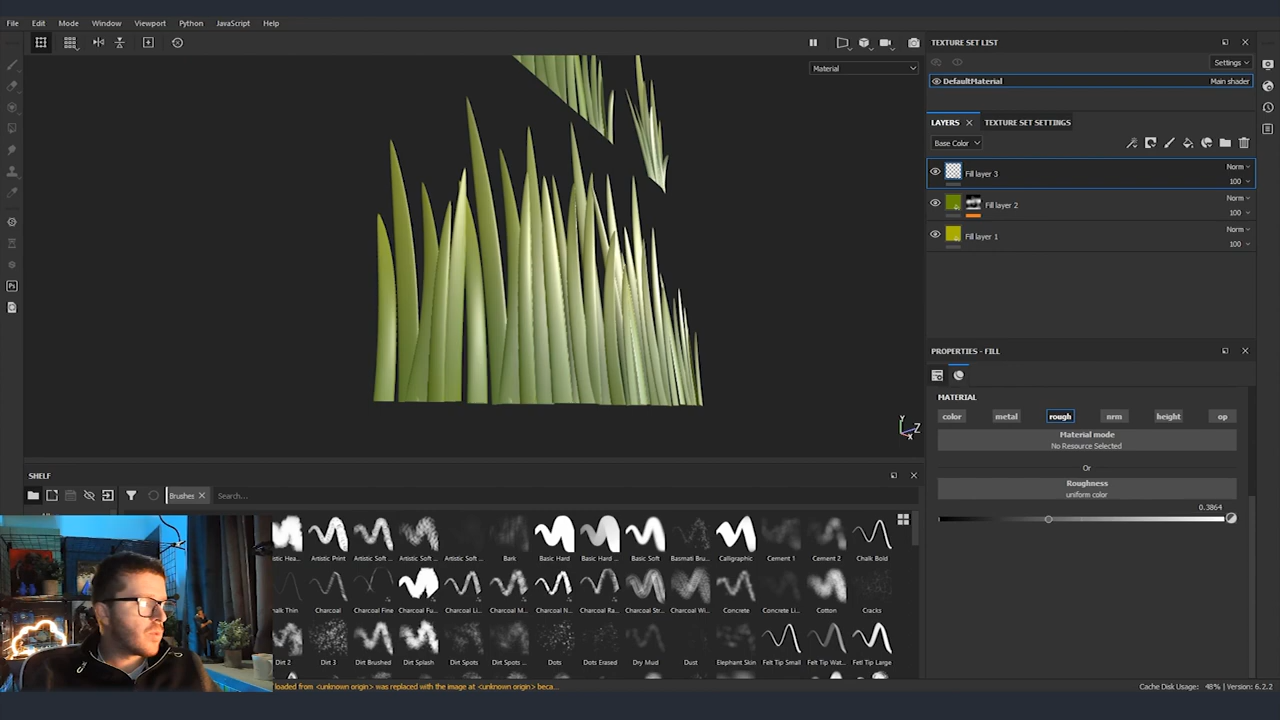 File Edit Mode Window Viewport Python JavaScript Help
Material
TEXTURE SET LIST
Settings
DefaultMaterial Main shader
LAYERS TEXTURE SET SETTINGS
Base Color
Fill layer 3 Norm
100
Fill layer 2 Norm
100
Fill layer 1 Norm
100
PROPERTIES - FILL
MATERIAL
color metal rough nrm height op
Material mode
No Resource Selected
Or
Roughness
uniform color
0.3864
SHELF
Brushes Search...
Artistic Print Artistic Soft ... Artistic Soft ... Artistic Soft ... Bark Basic Hard Basic Hard ... Basic Soft Basmati Bru... Calligraphic Cement 1 Cement 2 Chalk Bold
Charcoal Charcoal Fine Charcoal Fu... Charcoal Li... Charcoal M... Charcoal N... Charcoal Ra... Charcoal Str... Charcoal Wi... Concrete Concrete Li... Cotton Cracks
Dirt 2 Dirt 3 Dirt Brushed Dirt Splash Dirt Spots Dirt Spots ... Dots Dots Erased Dry Mud Dust Elephant Skin Felt Tip Small Felt Tip Wat... Felt Tip Large
loaded from <unknown origin> was replaced with the image at <unknown origin> beca...
Cache Disk Usage: 48% | Version: 6.2.2